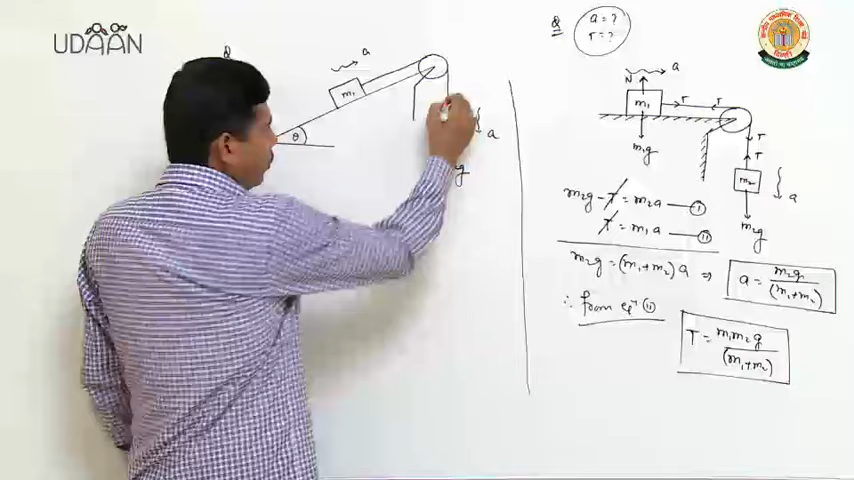 UDAAN
Q
a
m₁
θ
a
g
Q a = ?
T = ?
a
N
m₁ T T
m₁g
T
T
m₂ a
m₂g
m₂g - T = m₂a — (I)
T = m₁a — (II)
m₂g = (m₁+m₂) a ⇒ a = m₂g / (m₁+m₂)
∴ from eqⁿ (II)
T = m₁m₂g / (m₁+m₂)